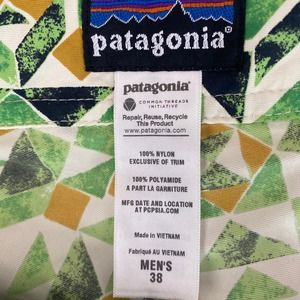 patagonia®
patagonia®
COMMON THREADS
INITIATIVE
Repair, Reuse, Recycle
This Product
www.patagonia.com
100% NYLON
EXCLUSIVE OF TRIM
100% POLYAMIDE
A PART LA GARNITURE
MFG DATE AND LOCATION
AT PCPSIA.COM
Made in VIETNAM
Fabriqué AU VIETNAM
MEN'S
38